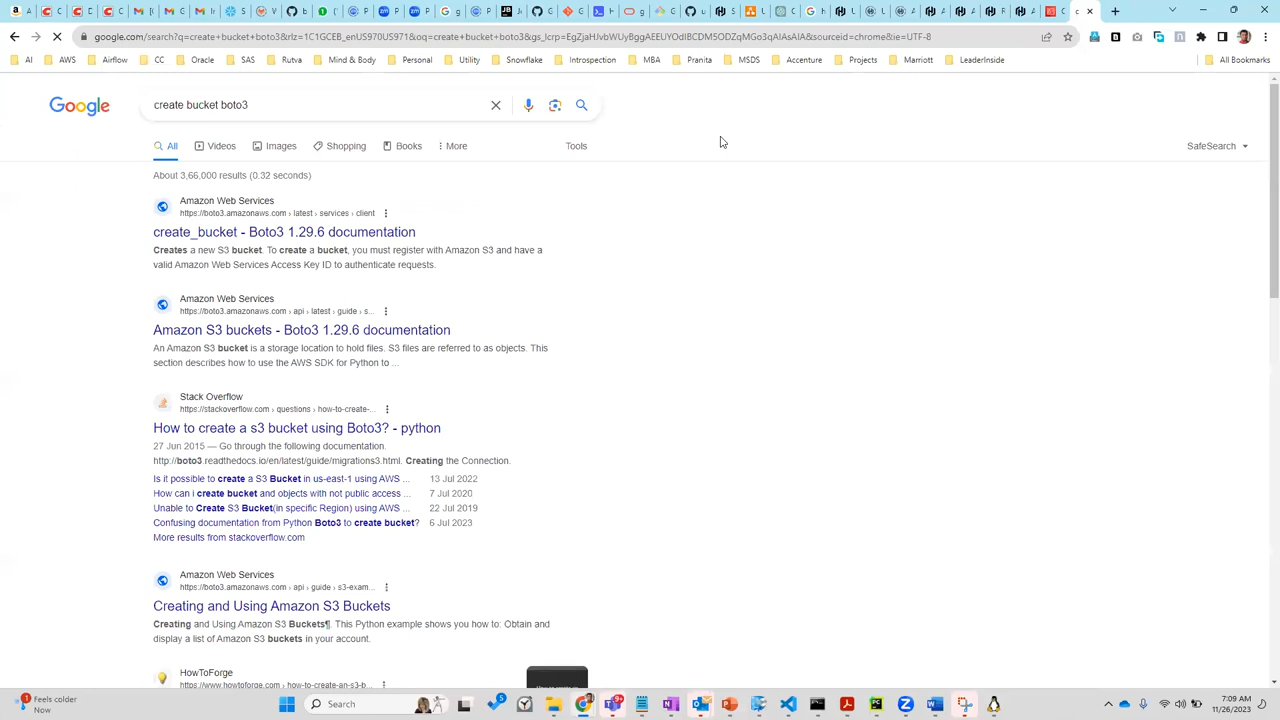 google.com/search?q=create+bucket+boto3&rlz=1C1GCEB_enUS970US971&oq=create+bucket+boto3&gs_lcrp=EgZjaHJvbWUyBggAEEUYOdIBCDM5ODZqMGo3qAIAsAIA&sourceid=chrome&ie=UTF-8
AI AWS Airflow CC Oracle SAS Rutva Mind & Body Personal Utility Snowflake Introspection MBA Pranita MSDS Accenture Projects Marriott LeaderInside All Bookmarks
Google
create bucket boto3
All Videos Images Shopping Books More Tools SafeSearch
About 3,66,000 results (0.32 seconds)
Amazon Web Services
https://boto3.amazonaws.com › latest › services › client
create_bucket - Boto3 1.29.6 documentation
Creates a new S3 bucket. To create a bucket, you must register with Amazon S3 and have a
valid Amazon Web Services Access Key ID to authenticate requests.
Amazon Web Services
https://boto3.amazonaws.com › api › latest › guide › s...
Amazon S3 buckets - Boto3 1.29.6 documentation
An Amazon S3 bucket is a storage location to hold files. S3 files are referred to as objects. This
section describes how to use the AWS SDK for Python to ...
Stack Overflow
https://stackoverflow.com › questions › how-to-create-...
How to create a s3 bucket using Boto3? - python
27 Jun 2015 — Go through the following documentation.
http://boto3.readthedocs.io/en/latest/guide/migrations3.html. Creating the Connection.
Is it possible to create a S3 Bucket in us-east-1 using AWS ... 13 Jul 2022
How can i create bucket and objects with not public access ... 7 Jul 2020
Unable to Create S3 Bucket(in specific Region) using AWS ... 22 Jul 2019
Confusing documentation from Python Boto3 to create bucket? 6 Jul 2023
More results from stackoverflow.com
Amazon Web Services
https://boto3.amazonaws.com › api › guide › s3-exam...
Creating and Using Amazon S3 Buckets
Creating and Using Amazon S3 Buckets¶. This Python example shows you how to: Obtain and
display a list of Amazon S3 buckets in your account.
HowToForge
https://www.howtoforge.com › how-to-create-an-s3-b...
Feels colder
Now
Search
7:09 AM
11/26/2023